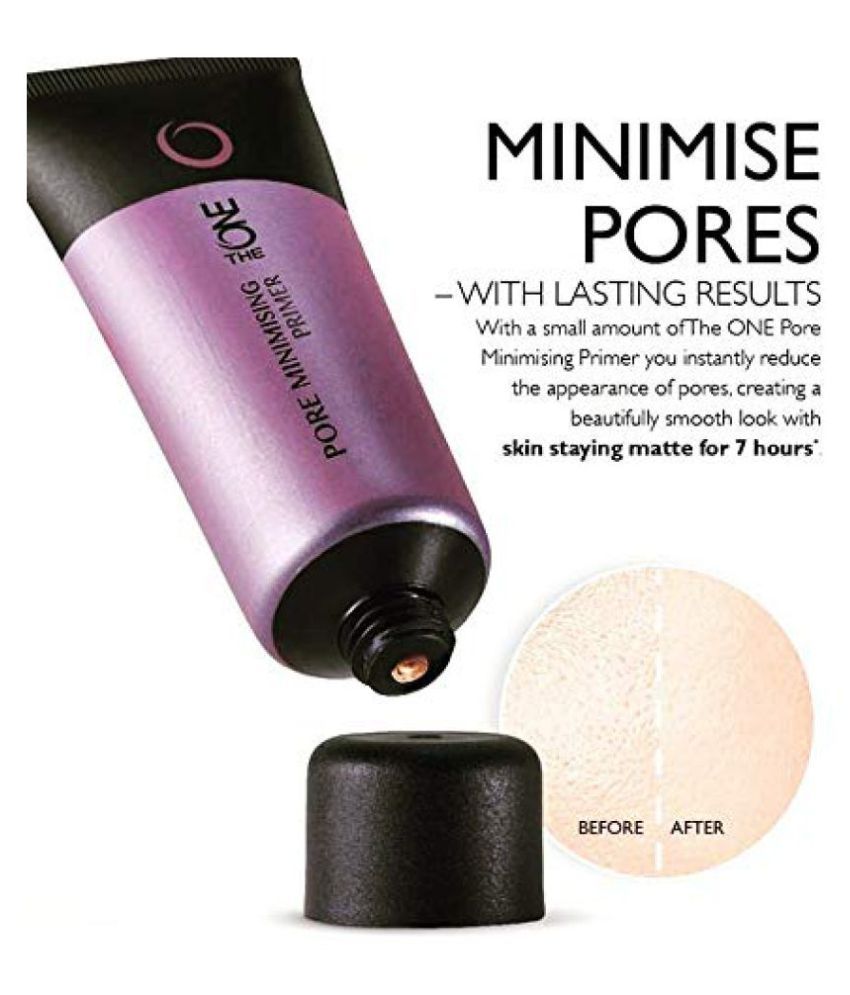 THE ONE
PORE MINIMISING
PRIMER
MINIMISE
PORES
– WITH LASTING RESULTS
With a small amount ofThe ONE Pore
Minimising Primer you instantly reduce
the appearance of pores, creating a
beautifully smooth look with
skin staying matte for 7 hours*.
BEFORE AFTER